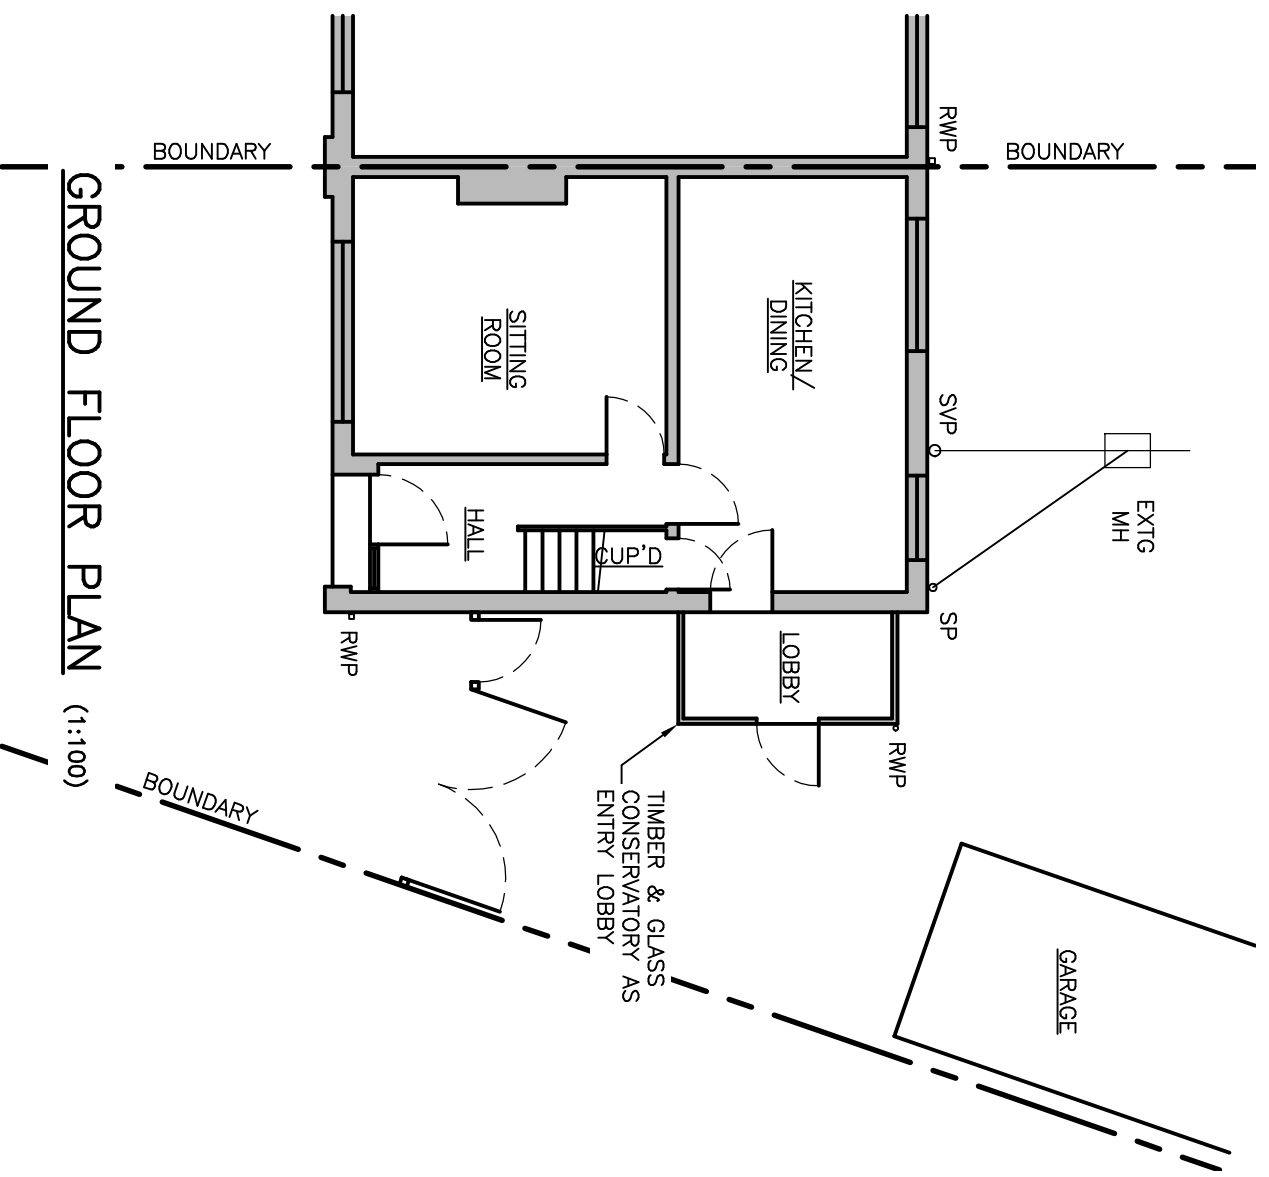 RWP
BOUNDARY
BOUNDARY
KITCHEN/
DINING
SITTING
ROOM
SVP
EXTG
MH
HALL
CUP'D
SP
LOBBY
RWP
RWP
TIMBER & GLASS
CONSERVATORY AS
ENTRY LOBBY
BOUNDARY
GARAGE
GROUND FLOOR PLAN (1:100)